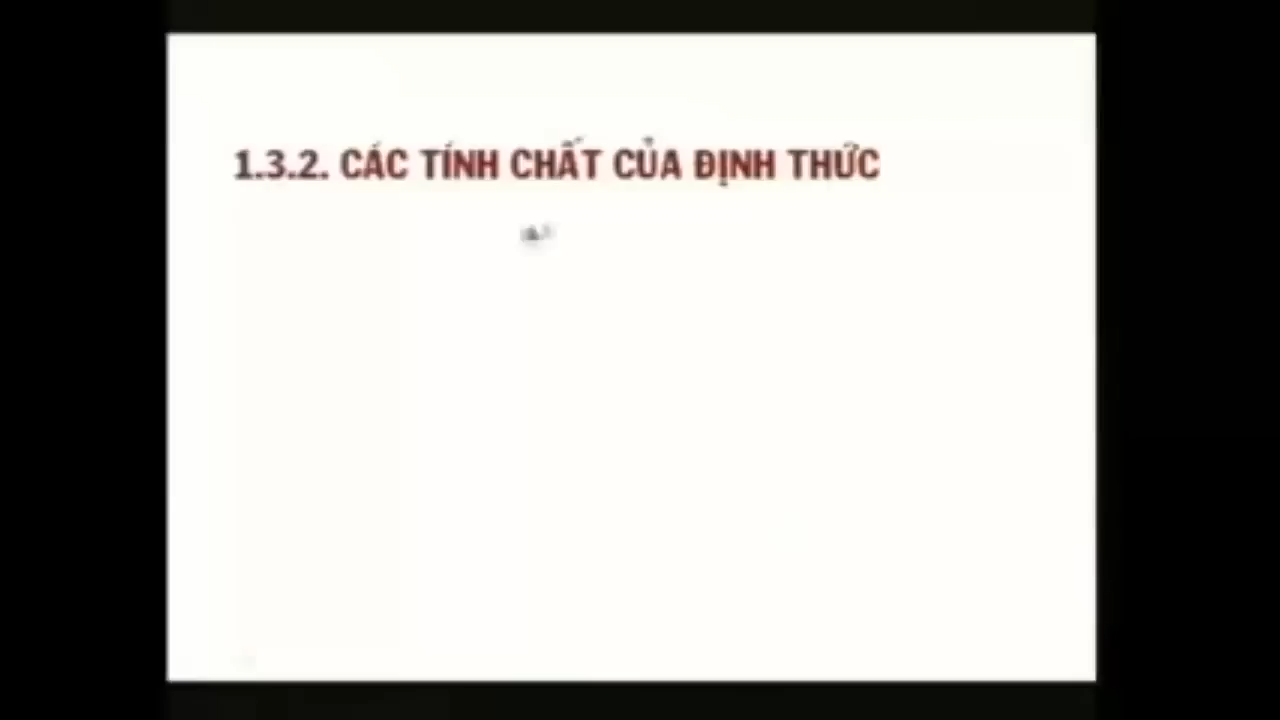 1.3.2. CÁC TÍNH CHẤT CỦA ĐỊNH THỨC